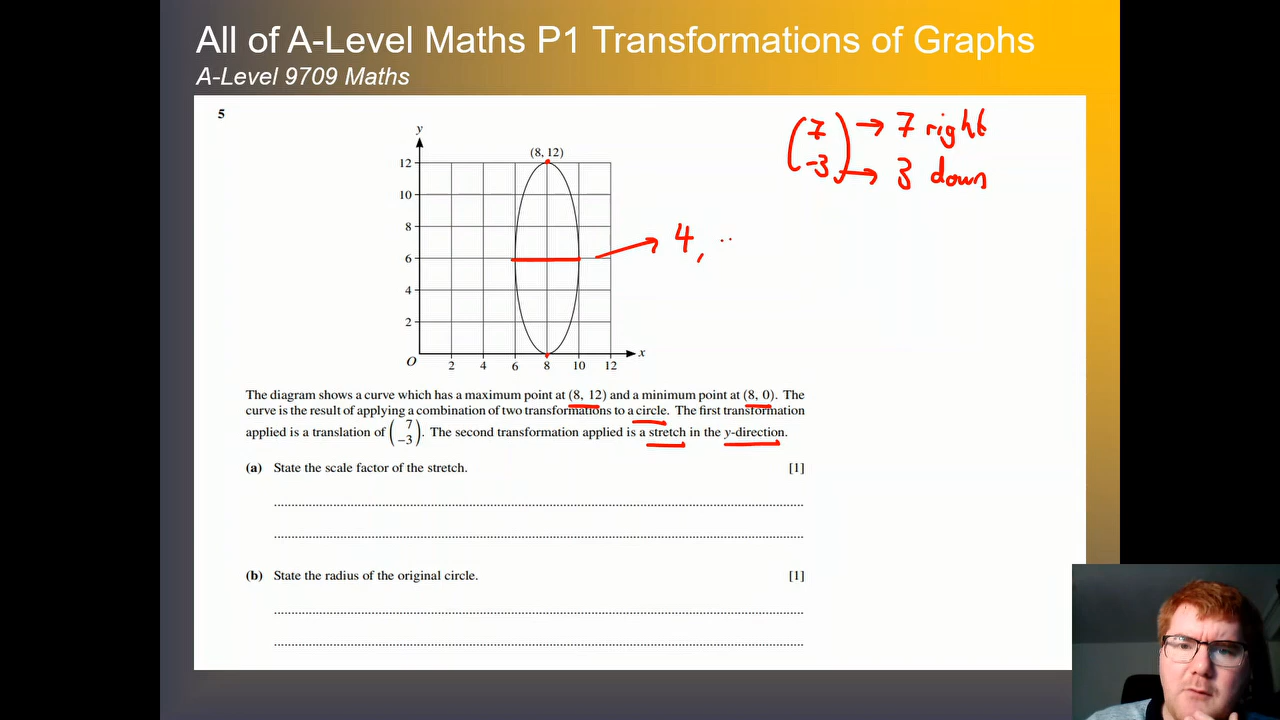 All of A-Level Maths P1 Transformations of Graphs
A-Level 9709 Maths
5
y
(8, 12)
12
10
8
6
4
2
O
2 4 6 8 10 12
x
(7 → 7 right
-3) → 3 down
→ 4, ..
The diagram shows a curve which has a maximum point at (8, 12) and a minimum point at (8, 0). The
curve is the result of applying a combination of two transformations to a circle. The first transformation
applied is a translation of (7 -3). The second transformation applied is a stretch in the y-direction.
(a) State the scale factor of the stretch. [1]
(b) State the radius of the original circle. [1]